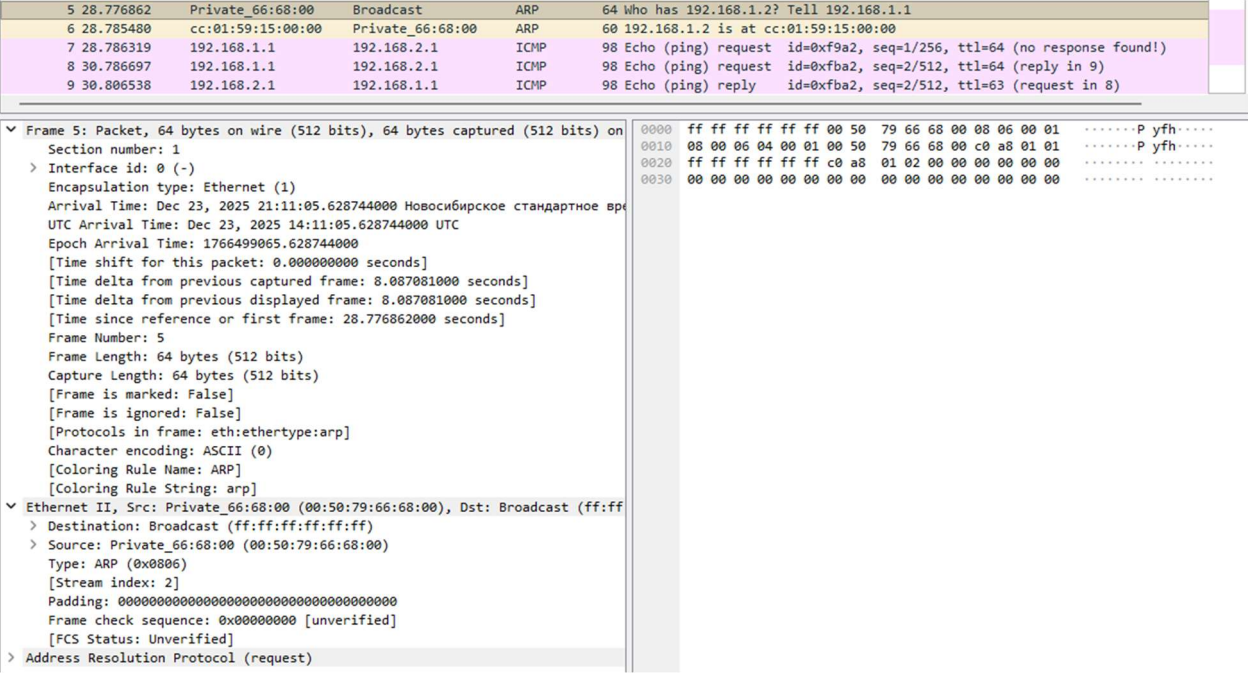 5 28.776862 Private_66:68:00 Broadcast ARP 64 Who has 192.168.1.2? Tell 192.168.1.1
6 28.785480 cc:01:59:15:00:00 Private_66:68:00 ARP 60 192.168.1.2 is at cc:01:59:15:00:00
7 28.786319 192.168.1.1 192.168.2.1 ICMP 98 Echo (ping) request id=0xf9a2, seq=1/256, ttl=64 (no response found!)
8 30.786697 192.168.1.1 192.168.2.1 ICMP 98 Echo (ping) request id=0xfba2, seq=2/512, ttl=64 (reply in 9)
9 30.806538 192.168.2.1 192.168.1.1 ICMP 98 Echo (ping) reply id=0xfba2, seq=2/512, ttl=63 (request in 8)
Frame 5: Packet, 64 bytes on wire (512 bits), 64 bytes captured (512 bits) on
Section number: 1
Interface id: 0 (-)
Encapsulation type: Ethernet (1)
Arrival Time: Dec 23, 2025 21:11:05.628744000 Новосибирское стандартное вре
UTC Arrival Time: Dec 23, 2025 14:11:05.628744000 UTC
Epoch Arrival Time: 1766499065.628744000
[Time shift for this packet: 0.000000000 seconds]
[Time delta from previous captured frame: 8.087081000 seconds]
[Time delta from previous displayed frame: 8.087081000 seconds]
[Time since reference or first frame: 28.776862000 seconds]
Frame Number: 5
Frame Length: 64 bytes (512 bits)
Capture Length: 64 bytes (512 bits)
[Frame is marked: False]
[Frame is ignored: False]
[Protocols in frame: eth:ethertype:arp]
Character encoding: ASCII (0)
[Coloring Rule Name: ARP]
[Coloring Rule String: arp]
Ethernet II, Src: Private_66:68:00 (00:50:79:66:68:00), Dst: Broadcast (ff:ff
Destination: Broadcast (ff:ff:ff:ff:ff:ff)
Source: Private_66:68:00 (00:50:79:66:68:00)
Type: ARP (0x0806)
[Stream index: 2]
Padding: 000000000000000000000000000000000000
Frame check sequence: 0x00000000 [unverified]
[FCS Status: Unverified]
Address Resolution Protocol (request)
0000 ff ff ff ff ff ff 00 50 79 66 68 00 08 06 00 01 ·······P yfh·····
0010 08 00 06 04 00 01 00 50 79 66 68 00 c0 a8 01 01 ·······P yfh·····
0020 ff ff ff ff ff ff c0 a8 01 02 00 00 00 00 00 00 ········ ········
0030 00 00 00 00 00 00 00 00 00 00 00 00 00 00 00 00 ········ ········